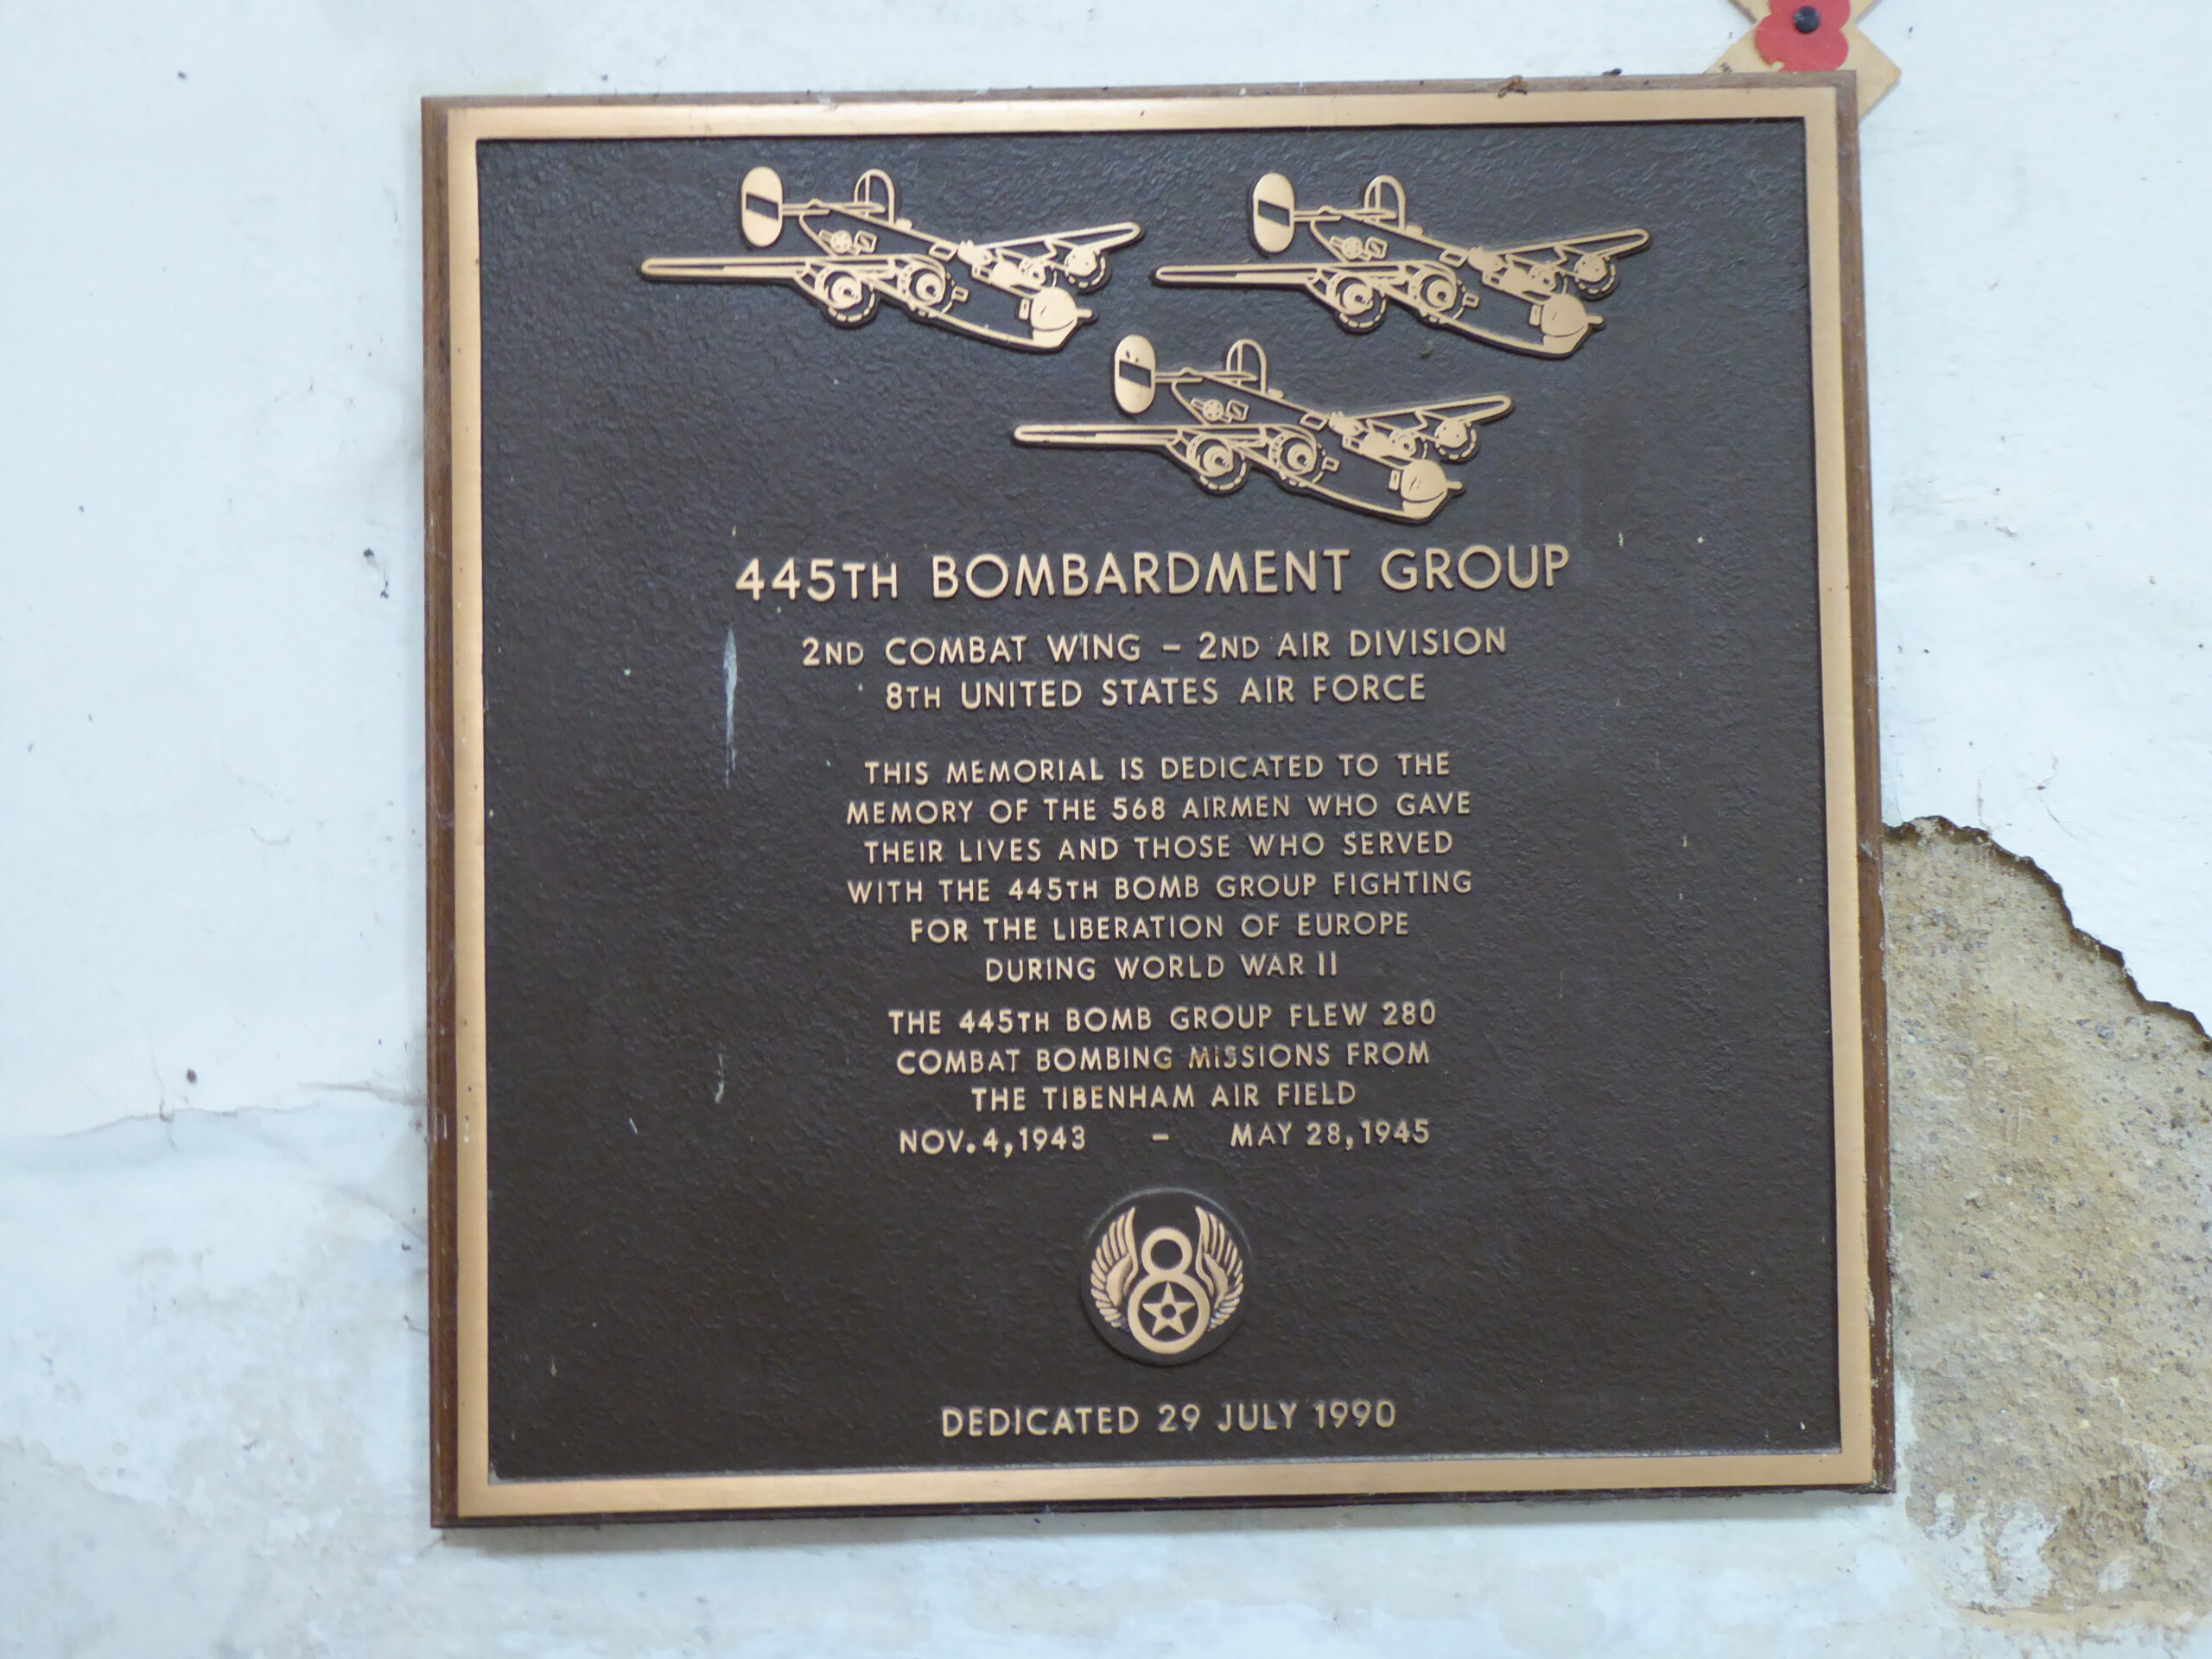 445TH BOMBARDMENT GROUP
2ND COMBAT WING – 2ND AIR DIVISION
8TH UNITED STATES AIR FORCE
THIS MEMORIAL IS DEDICATED TO THE
MEMORY OF THE 568 AIRMEN WHO GAVE
THEIR LIVES AND THOSE WHO SERVED
WITH THE 445TH BOMB GROUP FIGHTING
FOR THE LIBERATION OF EUROPE
DURING WORLD WAR II
THE 445TH BOMB GROUP FLEW 280
COMBAT BOMBING MISSIONS FROM
THE TIBENHAM AIR FIELD
NOV. 4, 1943 – MAY 28, 1945
8
DEDICATED 29 JULY 1990